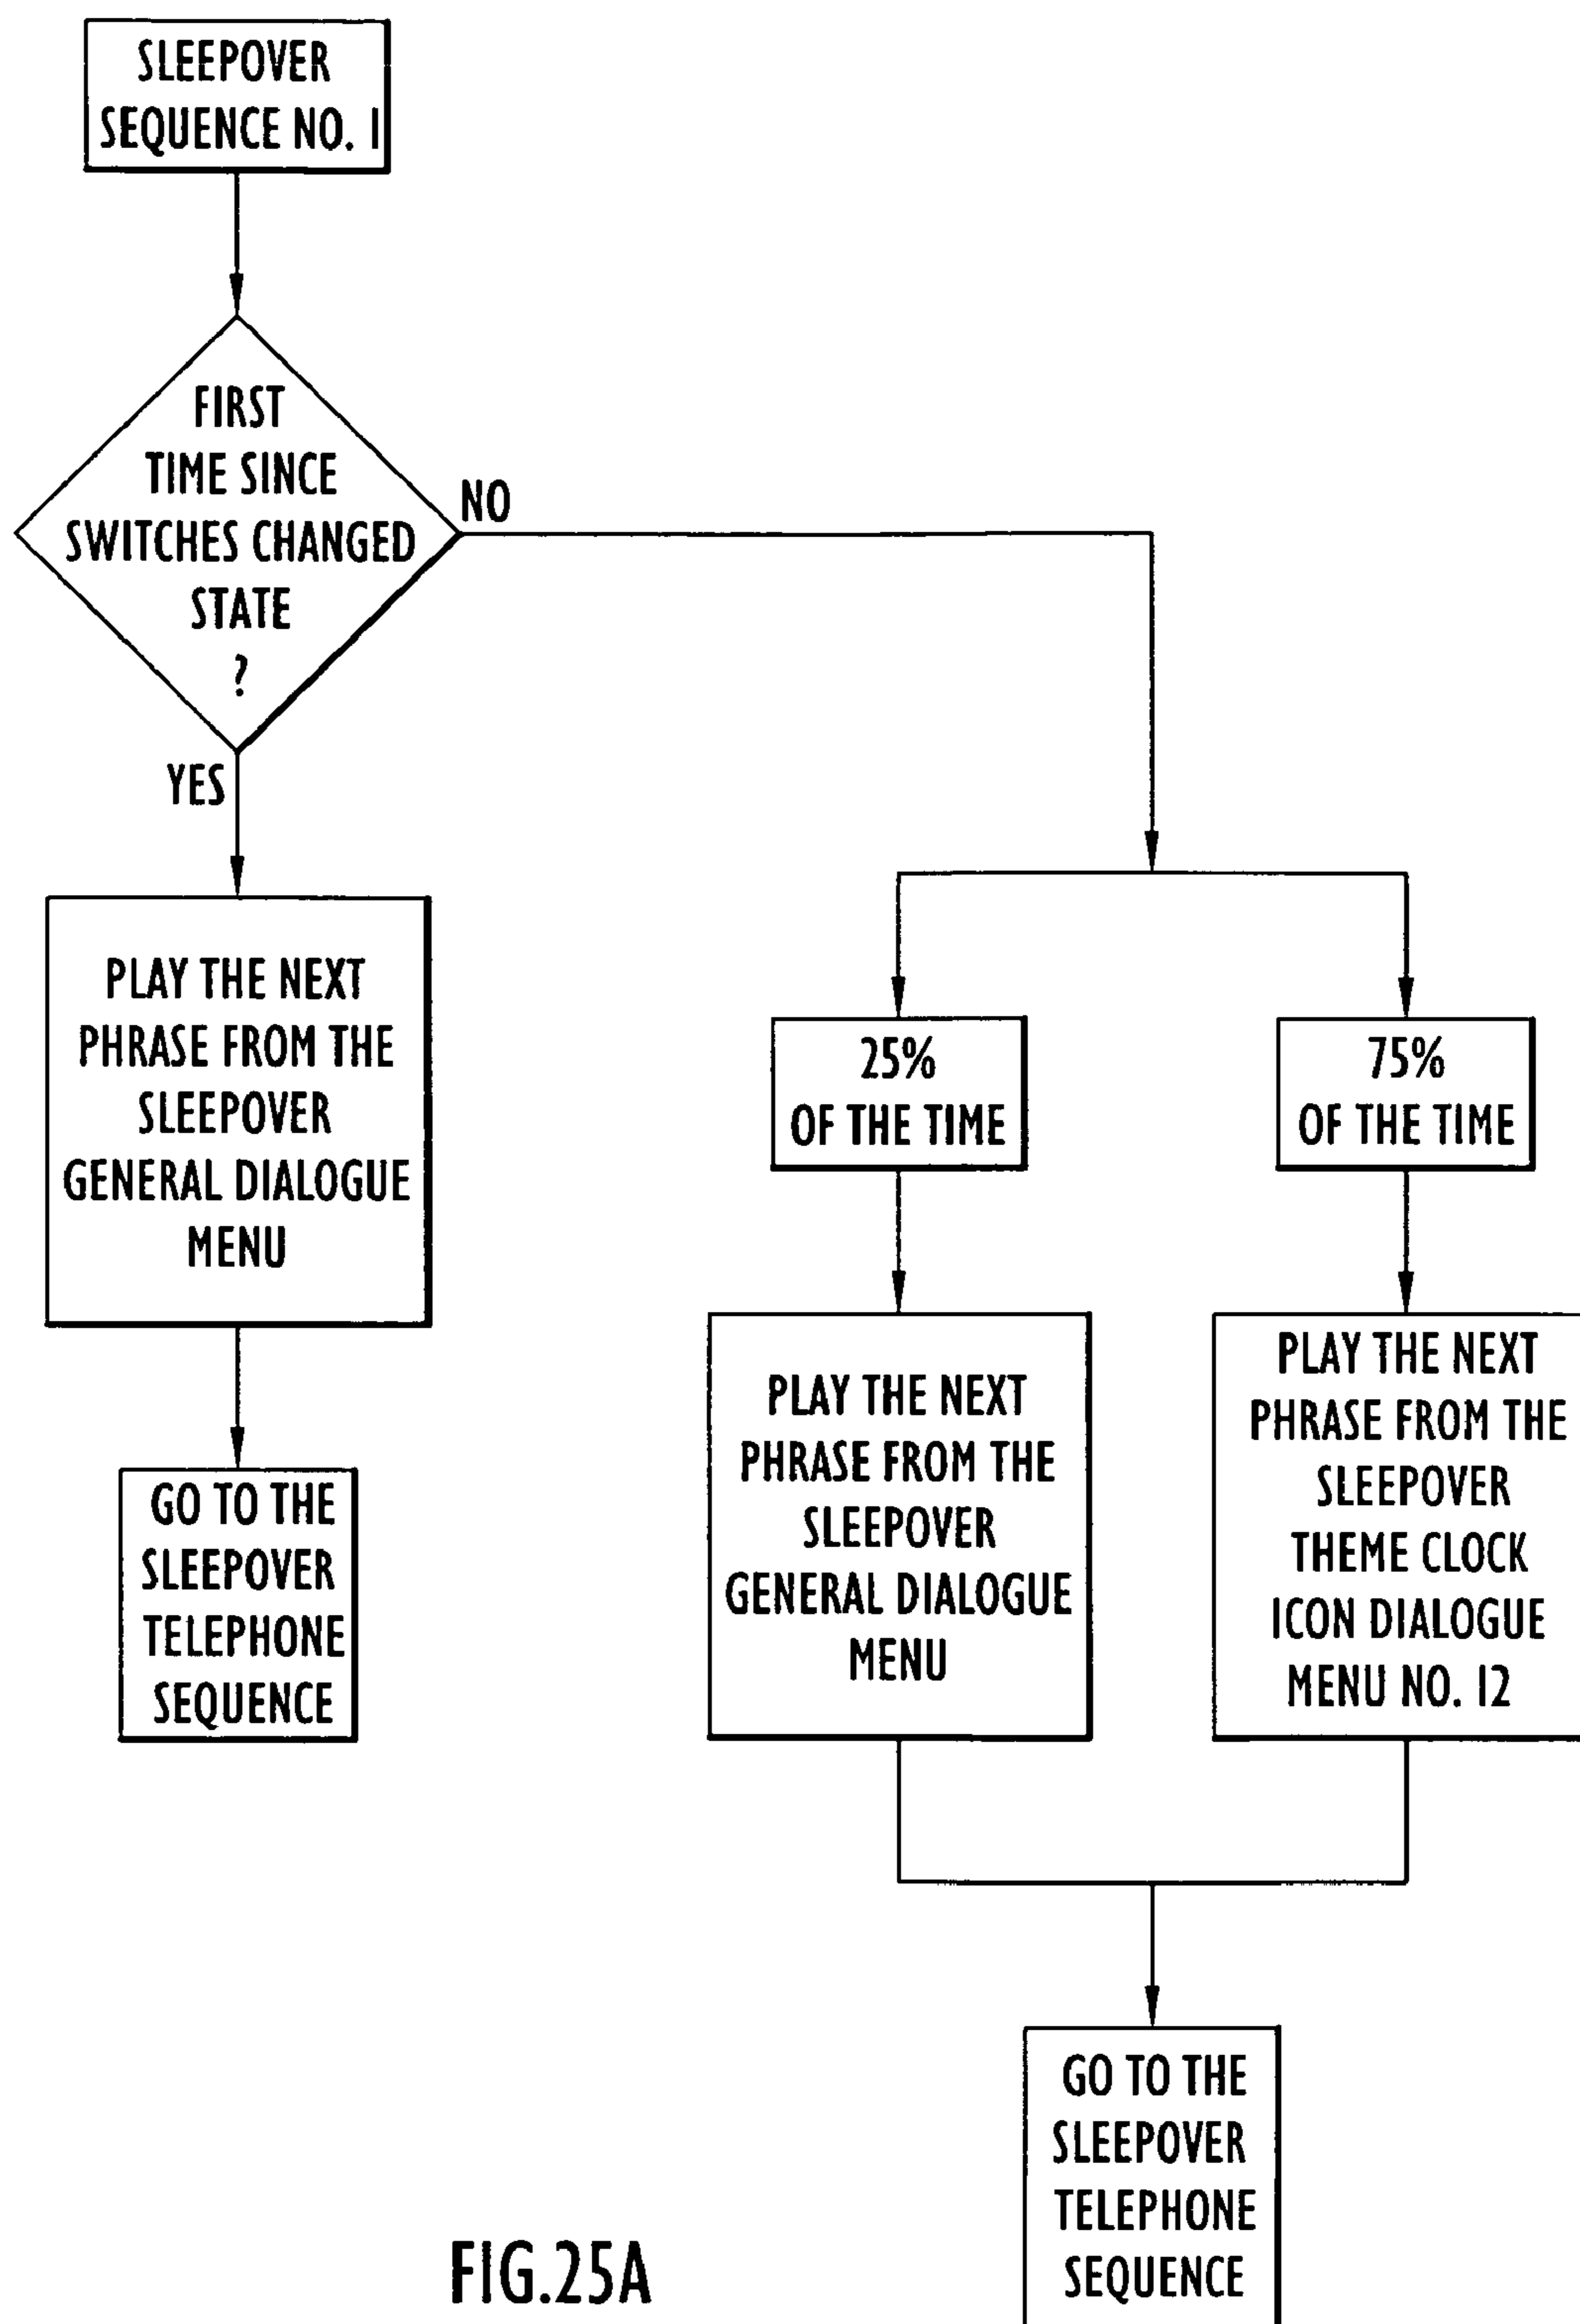 SLEEPOVER
SEQUENCE NO. 1
FIRST
TIME SINCE
SWITCHES CHANGED
STATE
?
NO
YES
PLAY THE NEXT
PHRASE FROM THE
SLEEPOVER
GENERAL DIALOGUE
MENU
GO TO THE
SLEEPOVER
TELEPHONE
SEQUENCE
25%
OF THE TIME
75%
OF THE TIME
PLAY THE NEXT
PHRASE FROM THE
SLEEPOVER
GENERAL DIALOGUE
MENU
PLAY THE NEXT
PHRASE FROM THE
SLEEPOVER
THEME CLOCK
ICON DIALOGUE
MENU NO. 12
GO TO THE
SLEEPOVER
TELEPHONE
SEQUENCE
FIG.25A